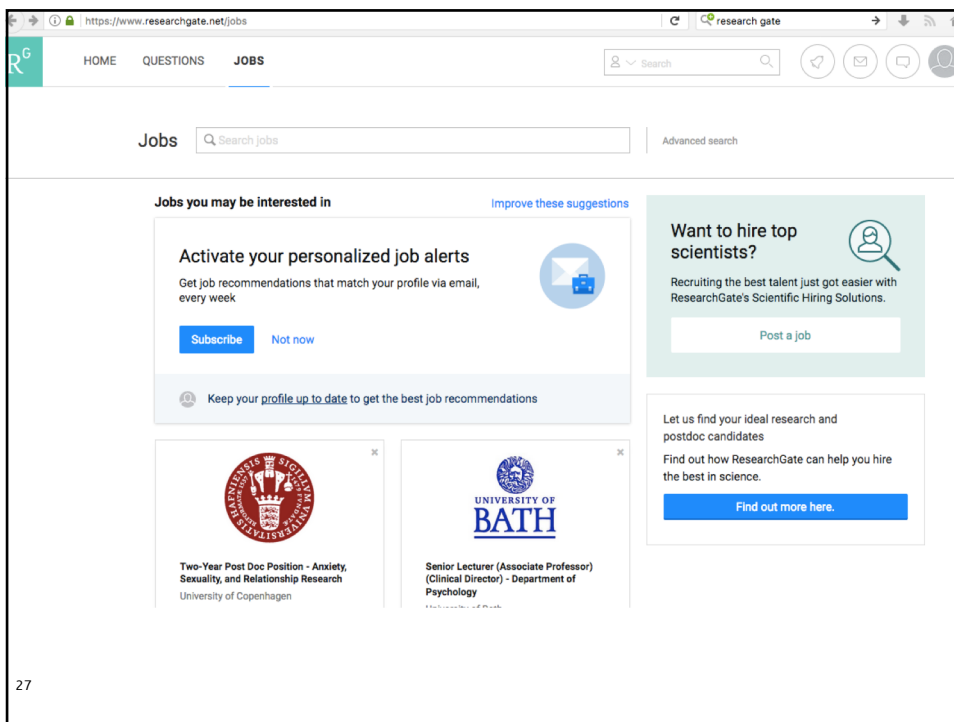 https://www.researchgate.net/jobs
research gate
RG
HOME QUESTIONS JOBS
Search
Jobs
Search jobs
Advanced search
Jobs you may be interested in
Improve these suggestions
Activate your personalized job alerts
Get job recommendations that match your profile via email,
every week
Subscribe
Not now
Keep your profile up to date to get the best job recommendations
Want to hire top
scientists?
Recruiting the best talent just got easier with
ResearchGate's Scientific Hiring Solutions.
Post a job
Let us find your ideal research and
postdoc candidates
Find out how ResearchGate can help you hire
the best in science.
Find out more here.
Two-Year Post Doc Position - Anxiety,
Sexuality, and Relationship Research
University of Copenhagen
UNIVERSITY OF
BATH
Senior Lecturer (Associate Professor)
(Clinical Director) - Department of
Psychology
University of Bath
27